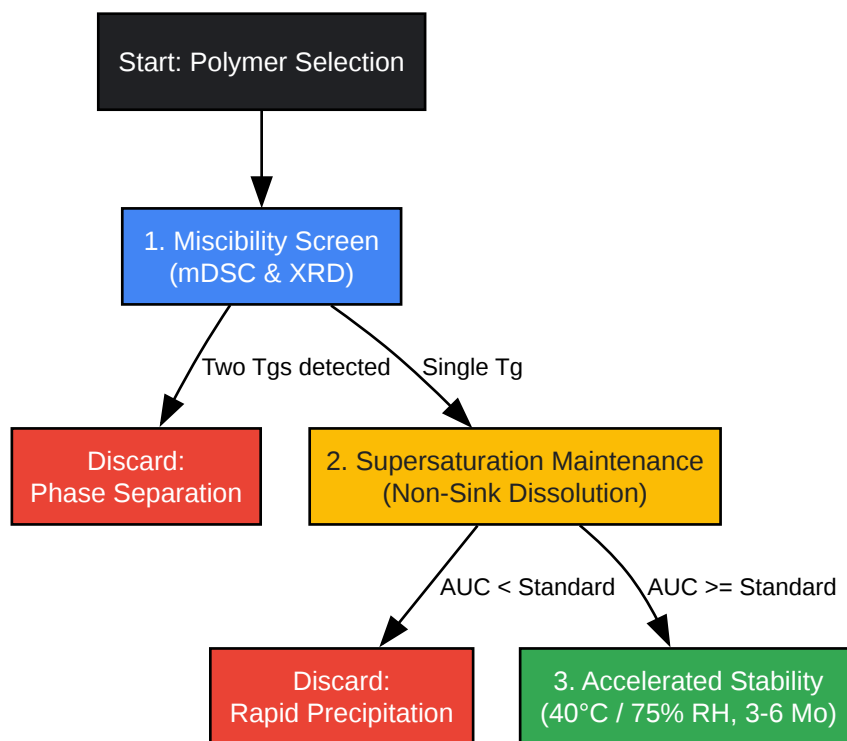 Start: Polymer Selection
1. Miscibility Screen
(mDSC & XRD)
Two Tgs detected
Single Tg
Discard:
Phase Separation
2. Supersaturation Maintenance
(Non-Sink Dissolution)
AUC < Standard
AUC >= Standard
Discard:
Rapid Precipitation
3. Accelerated Stability
(40°C / 75% RH, 3-6 Mo)